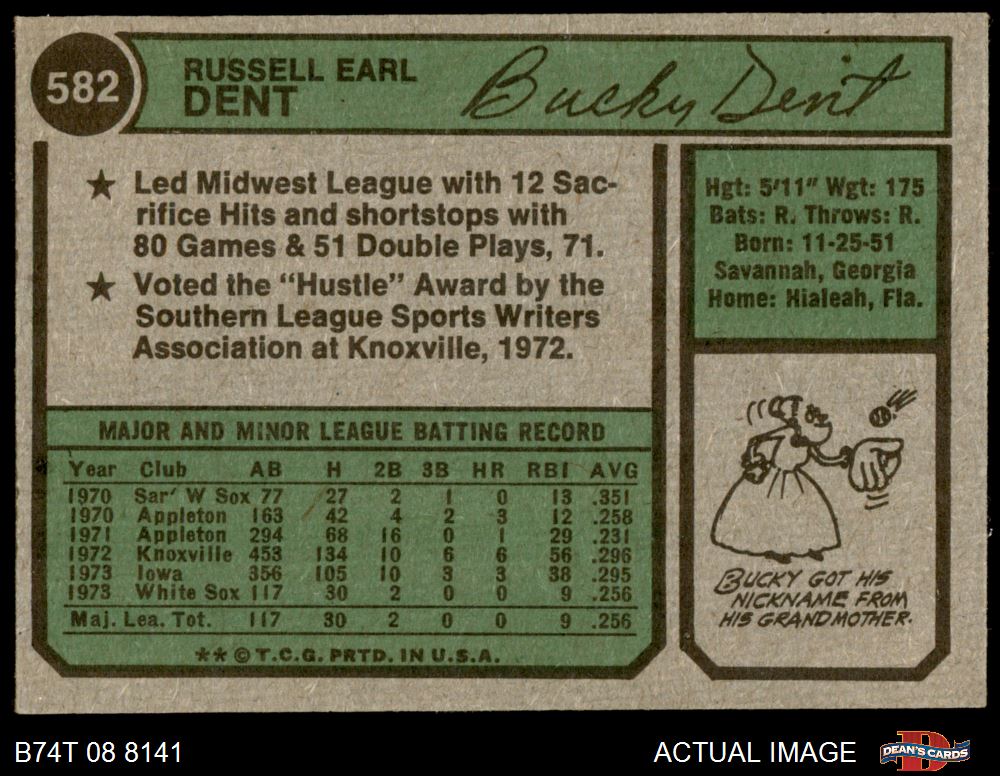 582
RUSSELL EARL
DENT
Bucky Dent
★ Led Midwest League with 12 Sac-
rifice Hits and shortstops with
80 Games & 51 Double Plays, 71.
★ Voted the "Hustle" Award by the
Southern League Sports Writers
Association at Knoxville, 1972.
Hgt: 5'11" Wgt: 175
Bats: R. Throws: R.
Born: 11-25-51
Savannah, Georgia
Home: Hialeah, Fla.
MAJOR AND MINOR LEAGUE BATTING RECORD
Year Club AB H 2B 3B HR RBI AVG
1970 Sar' W Sox 77 27 2 1 0 13 .351
1970 Appleton 163 42 4 2 3 12 .258
1971 Appleton 294 68 16 0 1 29 .231
1972 Knoxville 453 134 10 6 6 56 .296
1973 Iowa 356 105 10 3 3 38 .295
1973 White Sox 117 30 2 0 0 9 .256
Maj. Lea. Tot. 117 30 2 0 0 9 .256
** © T.C.G. PRTD. IN U.S.A.
BUCKY GOT HIS
NICKNAME FROM
HIS GRANDMOTHER.
B74T 08 8141
ACTUAL IMAGE
D
DEAN'S CARDS